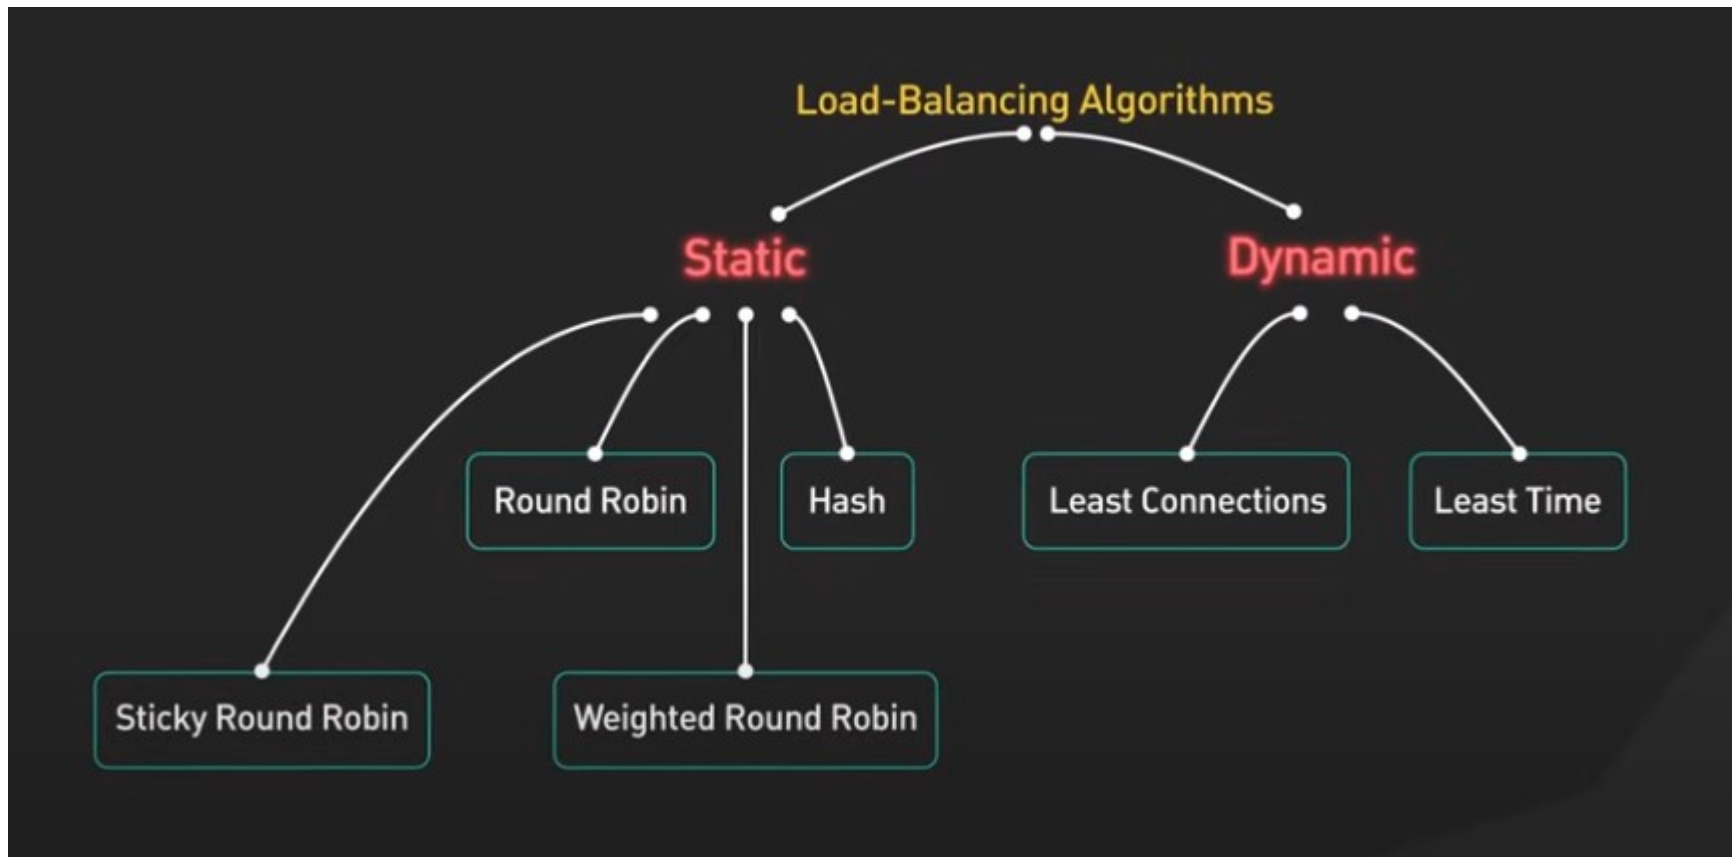 Load-Balancing Algorithms
Static
Dynamic
Round Robin
Hash
Least Connections
Least Time
Sticky Round Robin
Weighted Round Robin